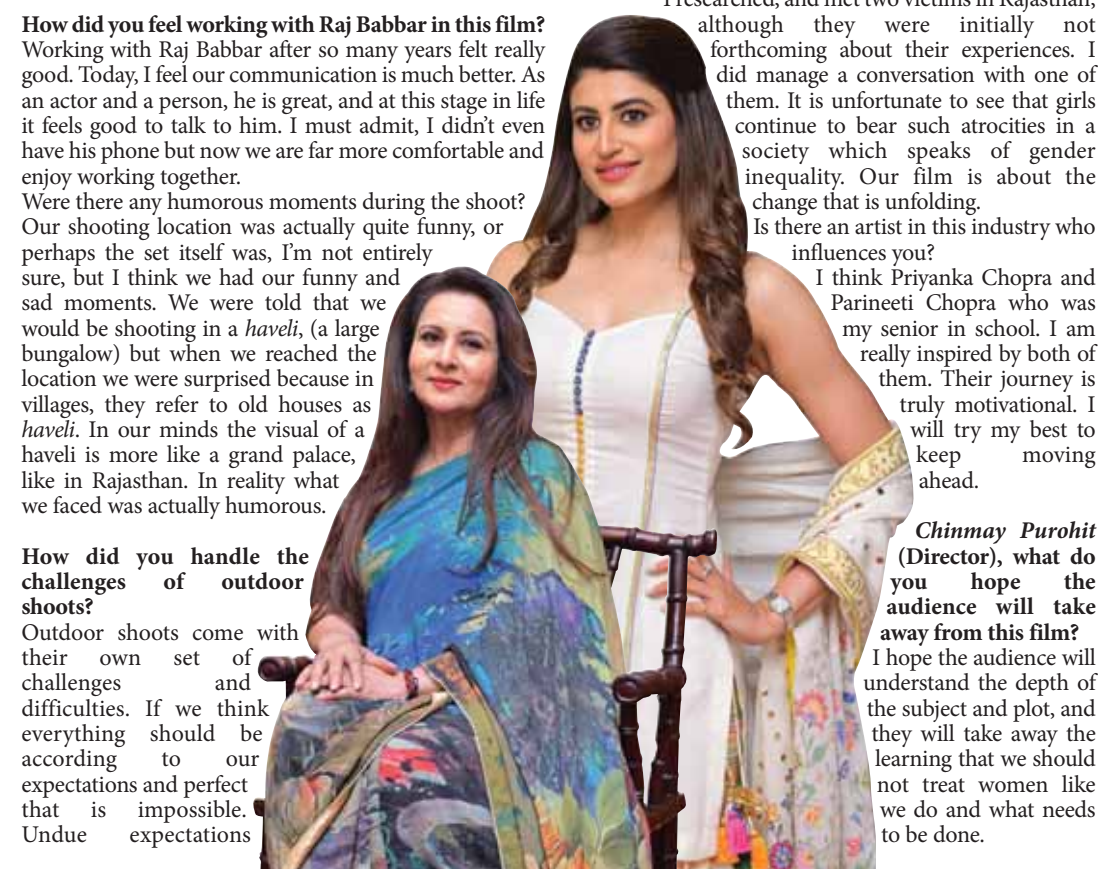 How did you feel working with Raj Babbar in this film?
Working with Raj Babbar after so many years felt really
good. Today, I feel our communication is much better. As
an actor and a person, he is great, and at this stage in life
it feels good to talk to him. I must admit, I didn't even
have his phone but now we are far more comfortable and
enjoy working together.
Were there any humorous moments during the shoot?
Our shooting location was actually quite funny, or
perhaps the set itself was, I'm not entirely
sure, but I think we had our funny and
sad moments. We were told that we
would be shooting in a haveli, (a large
bungalow) but when we reached the
location we were surprised because in
villages, they refer to old houses as
haveli. In our minds the visual of a
haveli is more like a grand palace,
like in Rajasthan. In reality what
we faced was actually humorous.
How did you handle the
challenges of outdoor
shoots?
Outdoor shoots come with
their own set of
challenges and
difficulties. If we think
everything should be
according to our
expectations and perfect
that is impossible.
Undue expectations
I researched, and met two victims in Rajasthan,
although they were initially not
forthcoming about their experiences. I
did manage a conversation with one of
them. It is unfortunate to see that girls
continue to bear such atrocities in a
society which speaks of gender
inequality. Our film is about the
change that is unfolding.
Is there an artist in this industry who
influences you?
I think Priyanka Chopra and
Parineeti Chopra who was
my senior in school. I am
really inspired by both of
them. Their journey is
truly motivational. I
will try my best to
keep moving
ahead.
Chinmay Purohit
(Director), what do
you hope the
audience will take
away from this film?
I hope the audience will
understand the depth of
the subject and plot, and
they will take away the
learning that we should
not treat women like
we do and what needs
to be done.